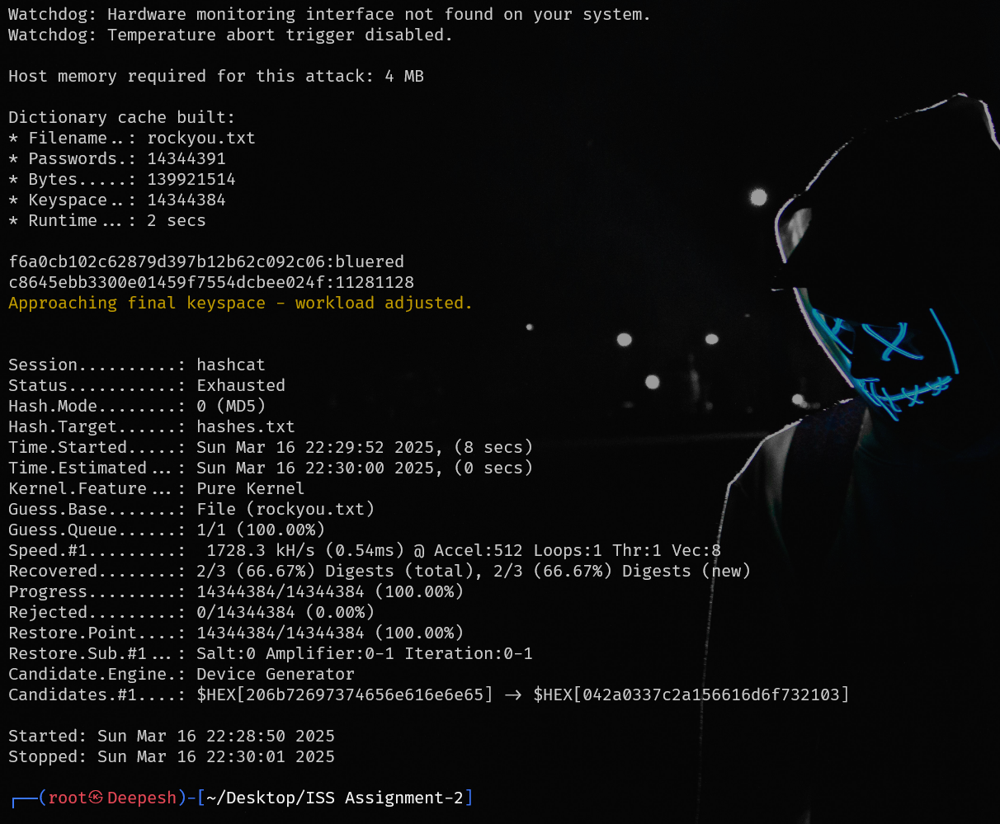 Watchdog: Hardware monitoring interface not found on your system.
Watchdog: Temperature abort trigger disabled.
Host memory required for this attack: 4 MB
Dictionary cache built:
* Filename..: rockyou.txt
* Passwords.: 14344391
* Bytes.....: 139921514
* Keyspace..: 14344384
* Runtime...: 2 secs
f6a0cb102c62879d397b12b62c092c06:bluered
c8645ebb3300e01459f7554dcbee024f:11281128
Approaching final keyspace - workload adjusted.
Session..........: hashcat
Status...........: Exhausted
Hash.Mode........: 0 (MD5)
Hash.Target......: hashes.txt
Time.Started.....: Sun Mar 16 22:29:52 2025, (8 secs)
Time.Estimated...: Sun Mar 16 22:30:00 2025, (0 secs)
Kernel.Feature...: Pure Kernel
Guess.Base.......: File (rockyou.txt)
Guess.Queue......: 1/1 (100.00%)
Speed.#1.........:  1728.3 kH/s (0.54ms) @ Accel:512 Loops:1 Thr:1 Vec:8
Recovered........: 2/3 (66.67%) Digests (total), 2/3 (66.67%) Digests (new)
Progress.........: 14344384/14344384 (100.00%)
Rejected.........: 0/14344384 (0.00%)
Restore.Point....: 14344384/14344384 (100.00%)
Restore.Sub.#1...: Salt:0 Amplifier:0-1 Iteration:0-1
Candidate.Engine.: Device Generator
Candidates.#1....: $HEX[206b72697374656e616e6e65] -> $HEX[042a0337c2a156616d6f732103]
Started: Sun Mar 16 22:28:50 2025
Stopped: Sun Mar 16 22:30:01 2025
┌──(root㉿Deepesh)-[~/Desktop/ISS Assignment-2]